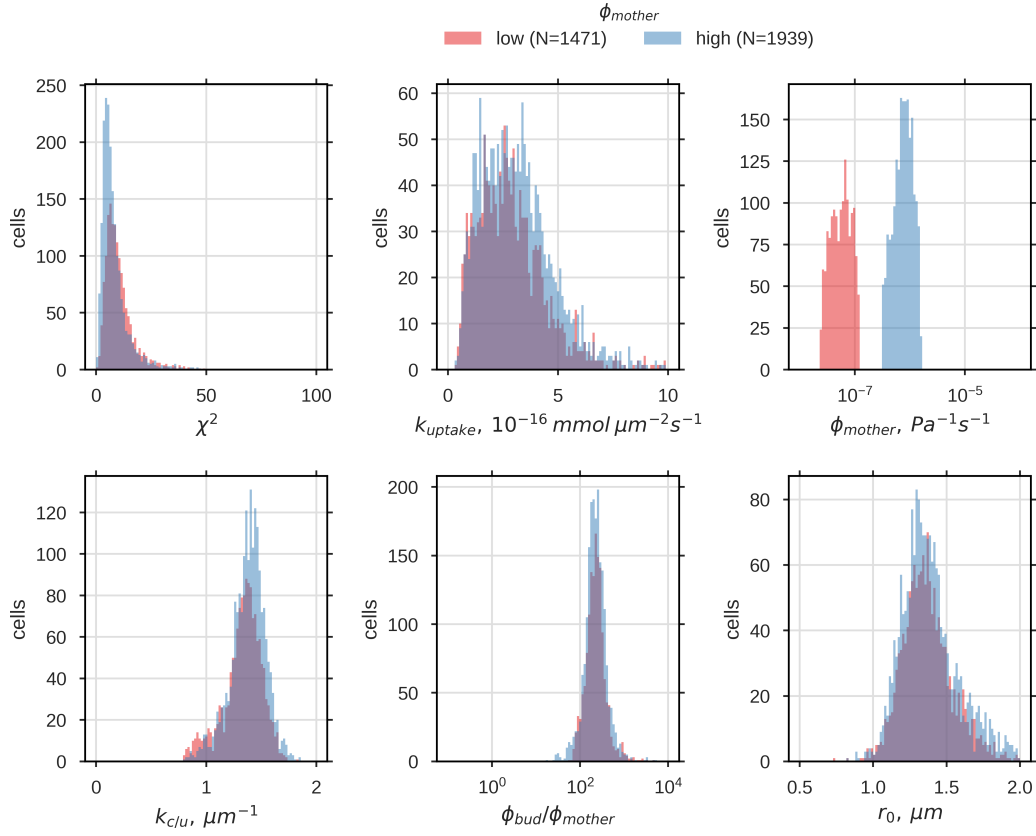 ϕmother
low (N=1471) high (N=1939)
250
200
150
100
50
0
cells
0 50 100
χ²
60
50
40
30
20
10
0
cells
0 5 10
kuptake, 10⁻¹⁶ mmol μm⁻²s⁻¹
150
125
100
75
50
25
0
cells
10⁻⁷ 10⁻⁵
ϕmother, Pa⁻¹s⁻¹
120
100
80
60
40
20
0
cells
0 1 2
kc/u, μm⁻¹
200
150
100
50
0
cells
10⁰ 10² 10⁴
ϕbud/ϕmother
80
60
40
20
0
cells
0.5 1.0 1.5 2.0
r₀, μm